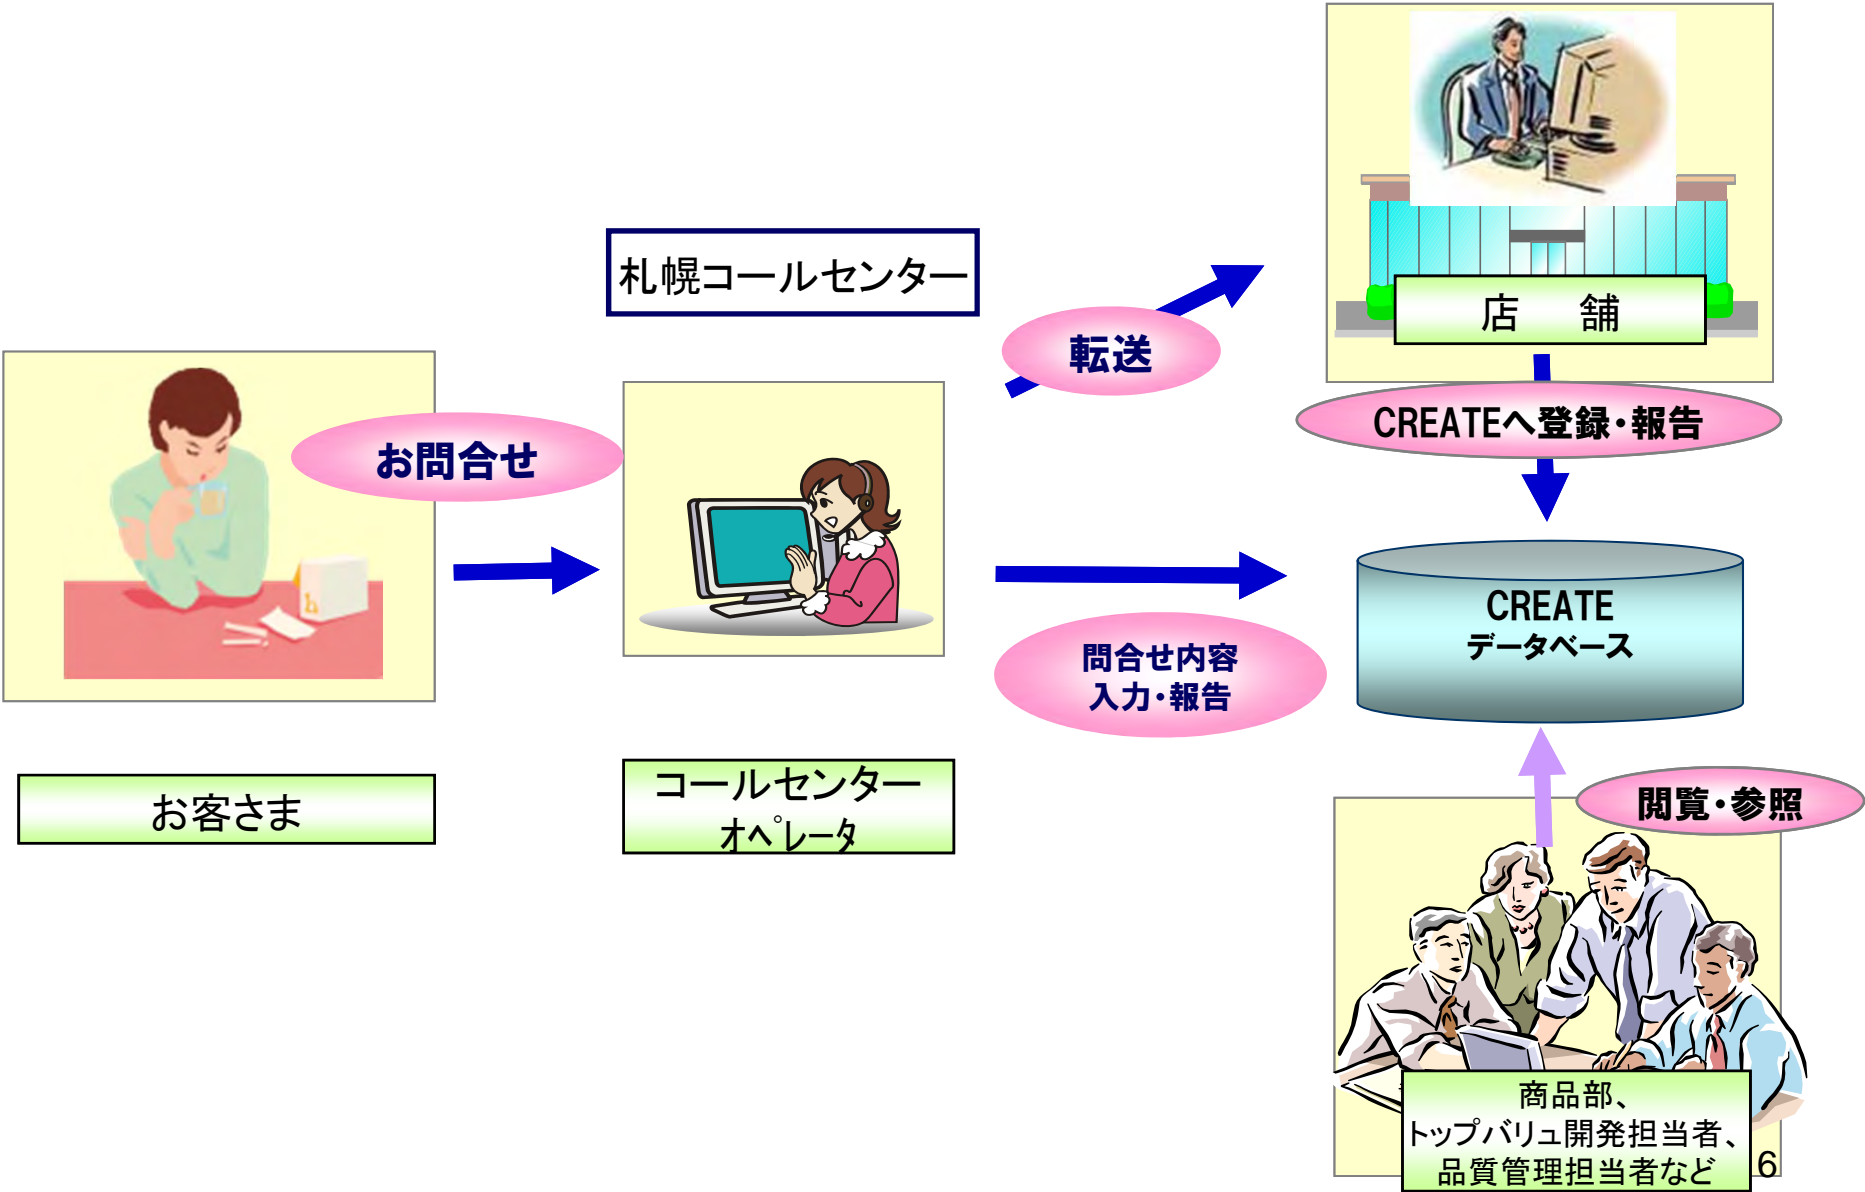 札幌コールセンター
転送
店　舗
お問合せ
CREATEへ登録・報告
CREATE
データベース
問合せ内容
入力・報告
お客さま
コールセンター
オペレータ
閲覧・参照
商品部、
トップバリュ開発担当者、
品質管理担当者など
6
h